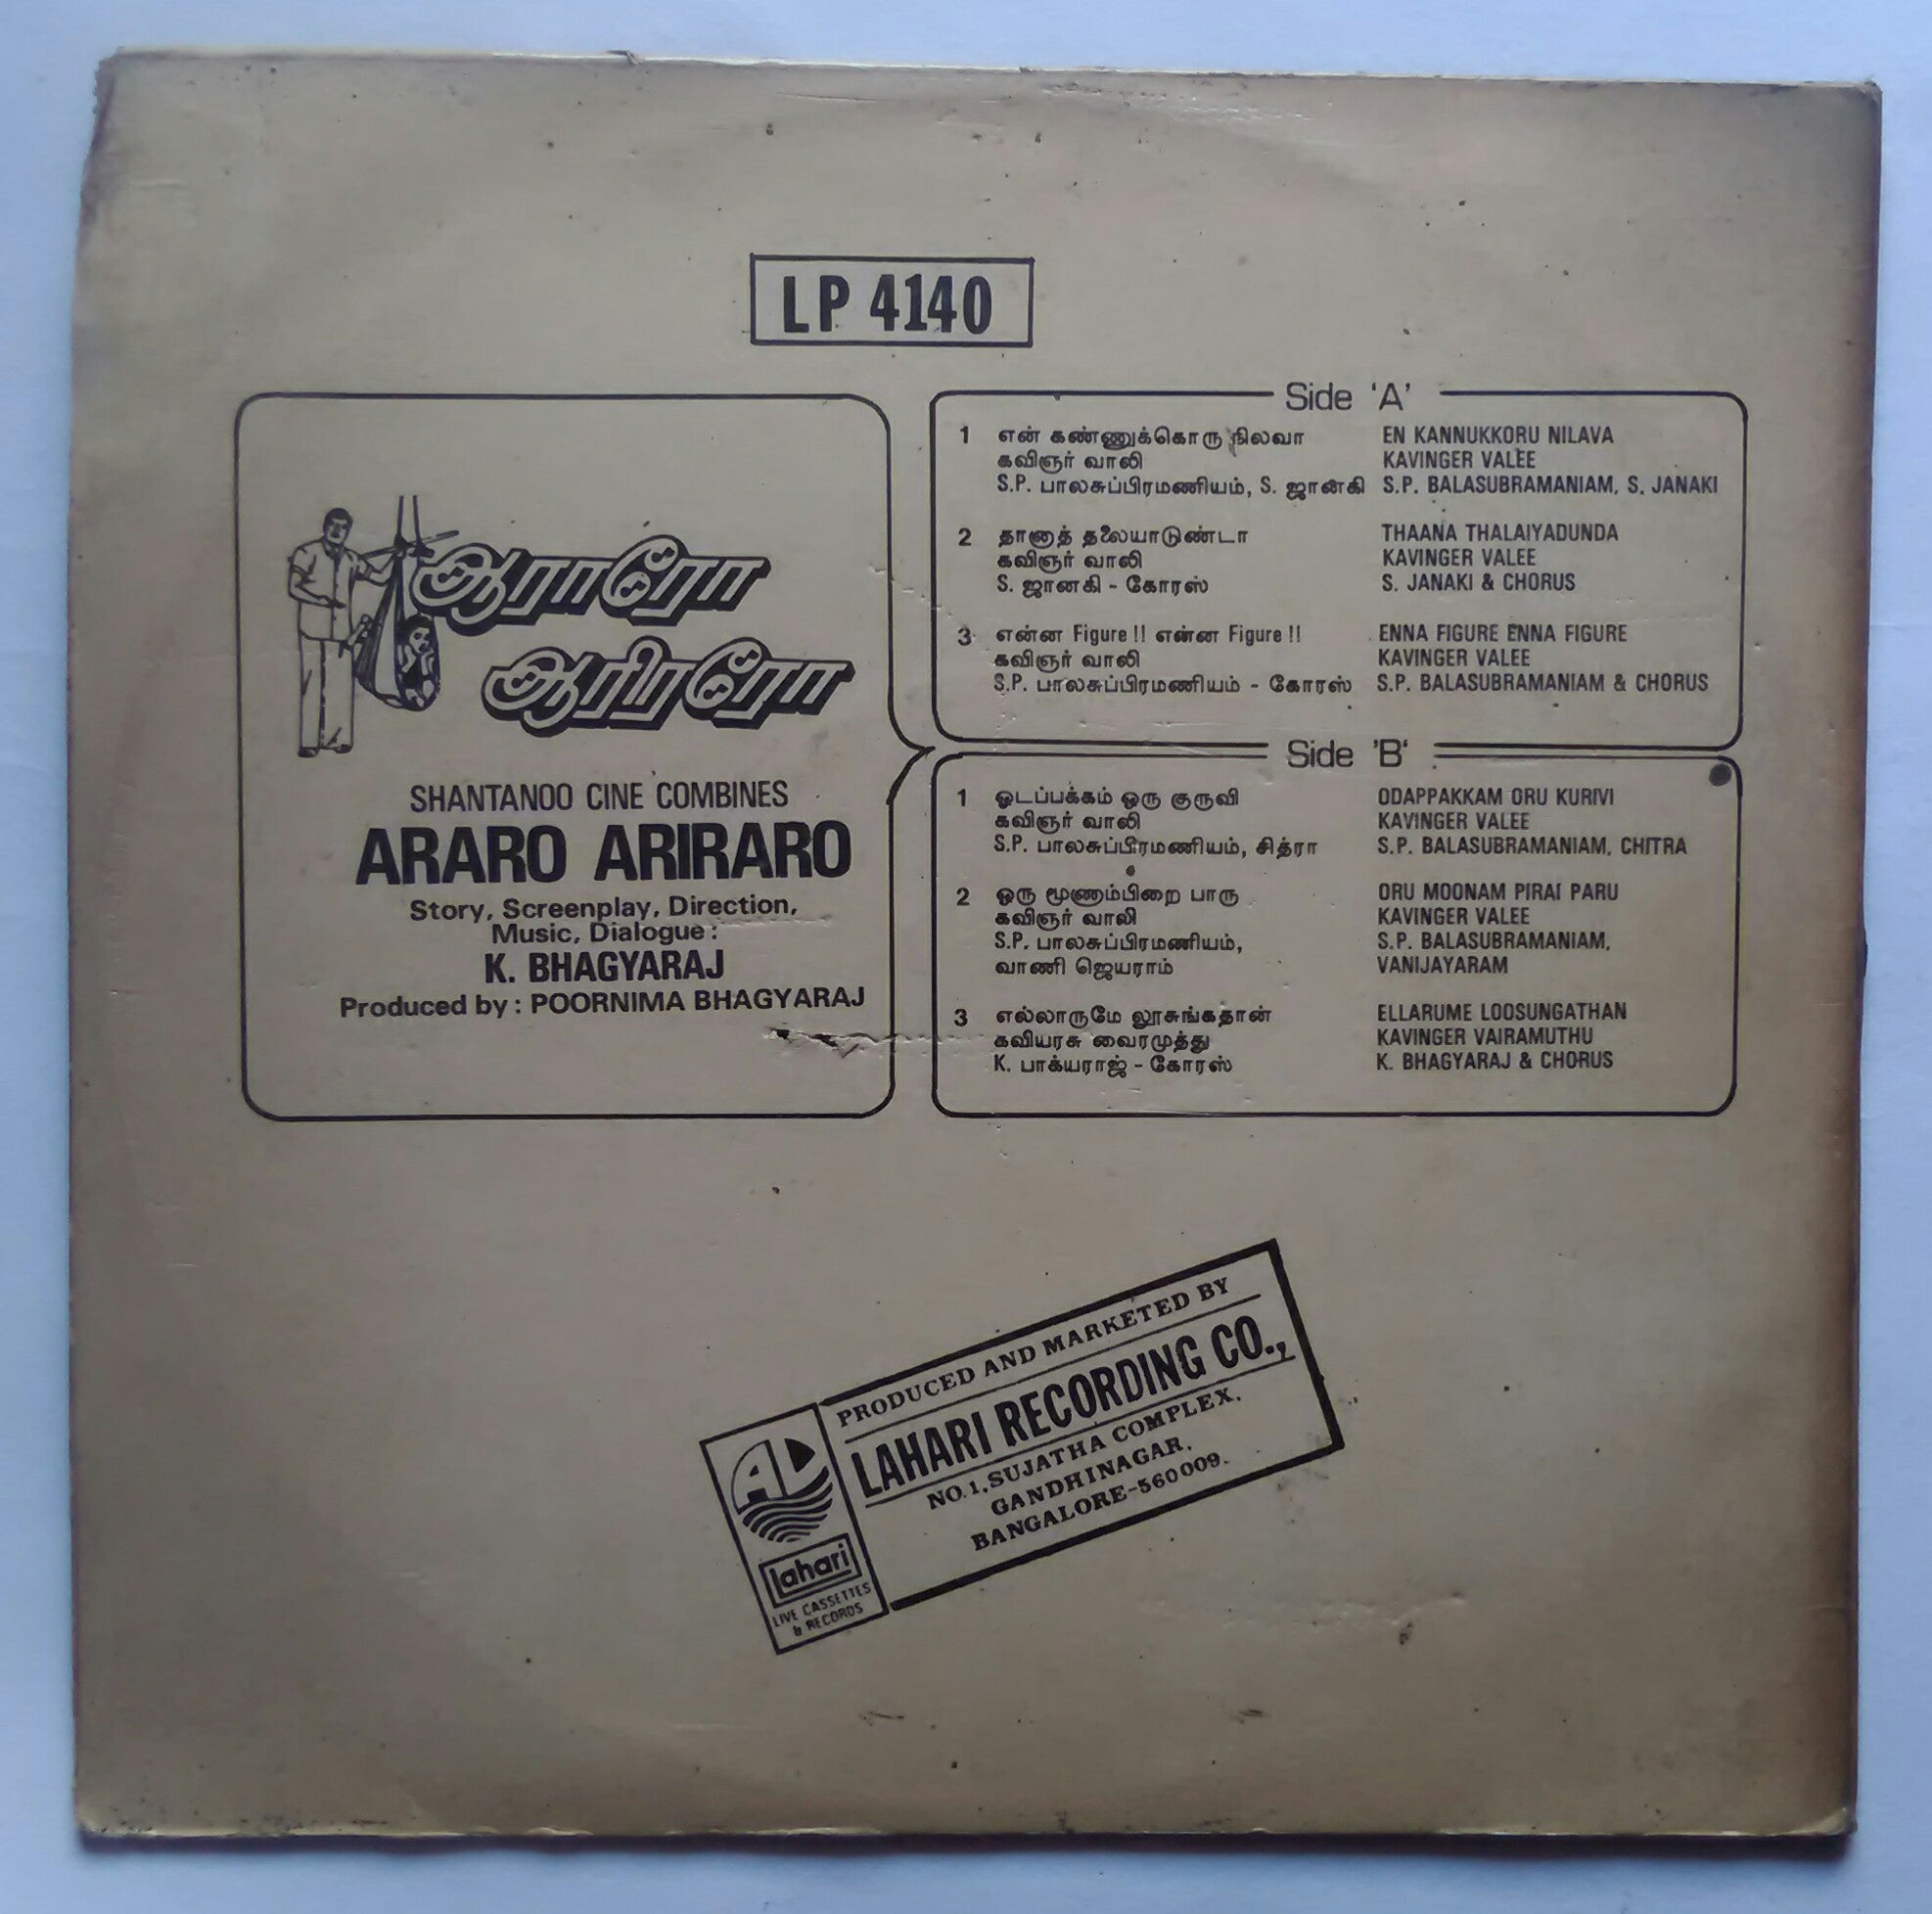 LP 4140
ஆராரோ
ஆரிரரோ
SHANTANOO CINE COMBINES
ARARO ARIRARO
Story, Screenplay, Direction,
Music, Dialogue :
K. BHAGYARAJ
Produced by : POORNIMA BHAGYARAJ
Side 'A'
1 என் கண்ணுக்கொரு நிலவா EN KANNUKKORU NILAVA
கவிஞர் வாலி KAVINGER VALEE
S.P. பாலசுப்பிரமணியம், S. ஜானகி S.P. BALASUBRAMANIAM, S. JANAKI
2 தானாத் தலையாடுண்டா THAANA THALAIYADUNDA
கவிஞர் வாலி KAVINGER VALEE
S. ஜானகி - கோரஸ் S. JANAKI & CHORUS
3 என்ன Figure !! என்ன Figure !! ENNA FIGURE ENNA FIGURE
கவிஞர் வாலி KAVINGER VALEE
S.P. பாலசுப்பிரமணியம் - கோரஸ் S.P. BALASUBRAMANIAM & CHORUS
Side 'B'
1 ஓடப்பக்கம் ஒரு குருவி ODAPPAKKAM ORU KURIVI
கவிஞர் வாலி KAVINGER VALEE
S.P. பாலசுப்பிரமணியம், சித்ரா S.P. BALASUBRAMANIAM, CHITRA
2 ஒரு மூணாம்பிறை பாரு ORU MOONAM PIRAI PARU
கவிஞர் வாலி KAVINGER VALEE
S.P. பாலசுப்பிரமணியம், S.P. BALASUBRAMANIAM,
வாணி ஜெயராம் VANIJAYARAM
3 எல்லாருமே லூசுங்கதான் ELLARUME LOOSUNGATHAN
கவியரசு வைரமுத்து KAVINGER VAIRAMUTHU
K. பாக்யராஜ் - கோரஸ் K. BHAGYARAJ & CHORUS
PRODUCED AND MARKETED BY
LAHARI RECORDING CO.,
NO.1, SUJATHA COMPLEX,
GANDHINAGAR,
BANGALORE-560 009.
lahari
LIVE CASSETTES
& RECORDS